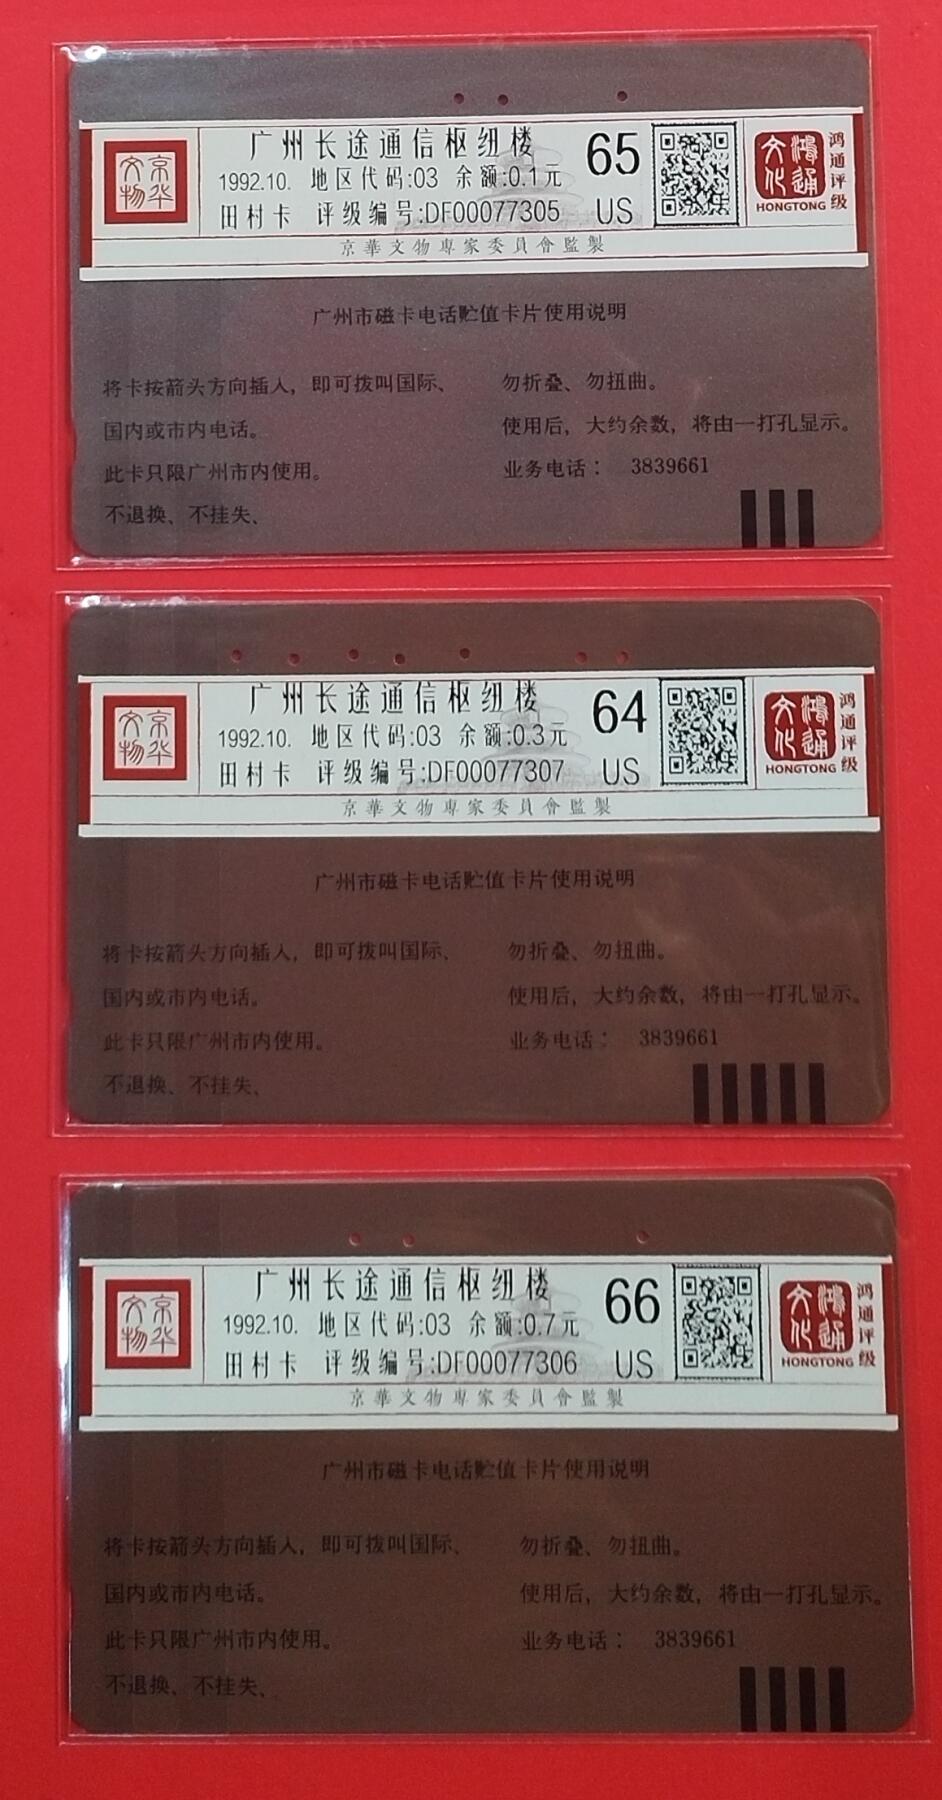 京华文物
广州长途通信枢纽楼 65
1992.10. 地区代码:03 余额:0.1元
田村卡 评级编号:DF00077305 US
鸿通文化
HONGTONG
鸿通评级
京華文物專家委員會監製
广州市磁卡电话贮值卡片使用说明
将卡按箭头方向插入，即可拨叫国际、
国内或市内电话。
此卡只限广州市内使用。
不退换、不挂失、
勿折叠、勿扭曲。
使用后，大约余数，将由一打孔显示。
业务电话： 3839661
京华文物
广州长途通信枢纽楼 64
1992.10. 地区代码:03 余额:0.3元
田村卡 评级编号:DF00077307 US
鸿通文化
HONGTONG
鸿通评级
京華文物專家委員會監製
广州市磁卡电话贮值卡片使用说明
将卡按箭头方向插入，即可拨叫国际、
国内或市内电话。
此卡只限广州市内使用。
不退换、不挂失、
勿折叠、勿扭曲。
使用后，大约余数，将由一打孔显示。
业务电话： 3839661
京华文物
广州长途通信枢纽楼 66
1992.10. 地区代码:03 余额:0.7元
田村卡 评级编号:DF00077306 US
鸿通文化
HONGTONG
鸿通评级
京華文物專家委員會監製
广州市磁卡电话贮值卡片使用说明
将卡按箭头方向插入，即可拨叫国际、
国内或市内电话。
此卡只限广州市内使用。
不退换、不挂失、
勿折叠、勿扭曲。
使用后，大约余数，将由一打孔显示。
业务电话： 3839661